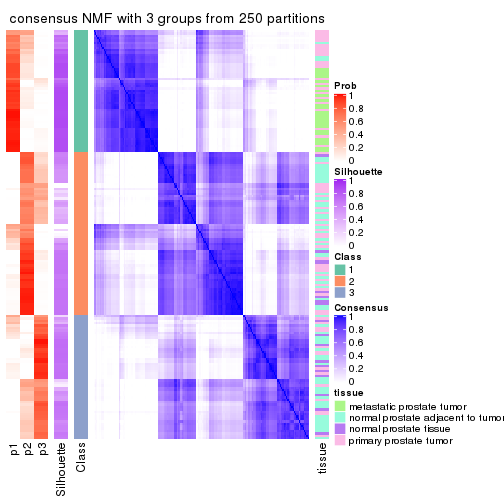 consensus NMF with 3 groups from 250 partitions
Prob
1
0.8
0.6
0.4
0.2
0
Silhouette
1
0.8
0.6
0.4
0.2
0
Class
1
2
3
Consensus
1
0.8
0.6
0.4
0.2
0
tissue
metastatic prostate tumor
normal prostate adjacent to tumor
normal prostate tissue
primary prostate tumor
p1
p2
p3
Silhouette
Class
tissue